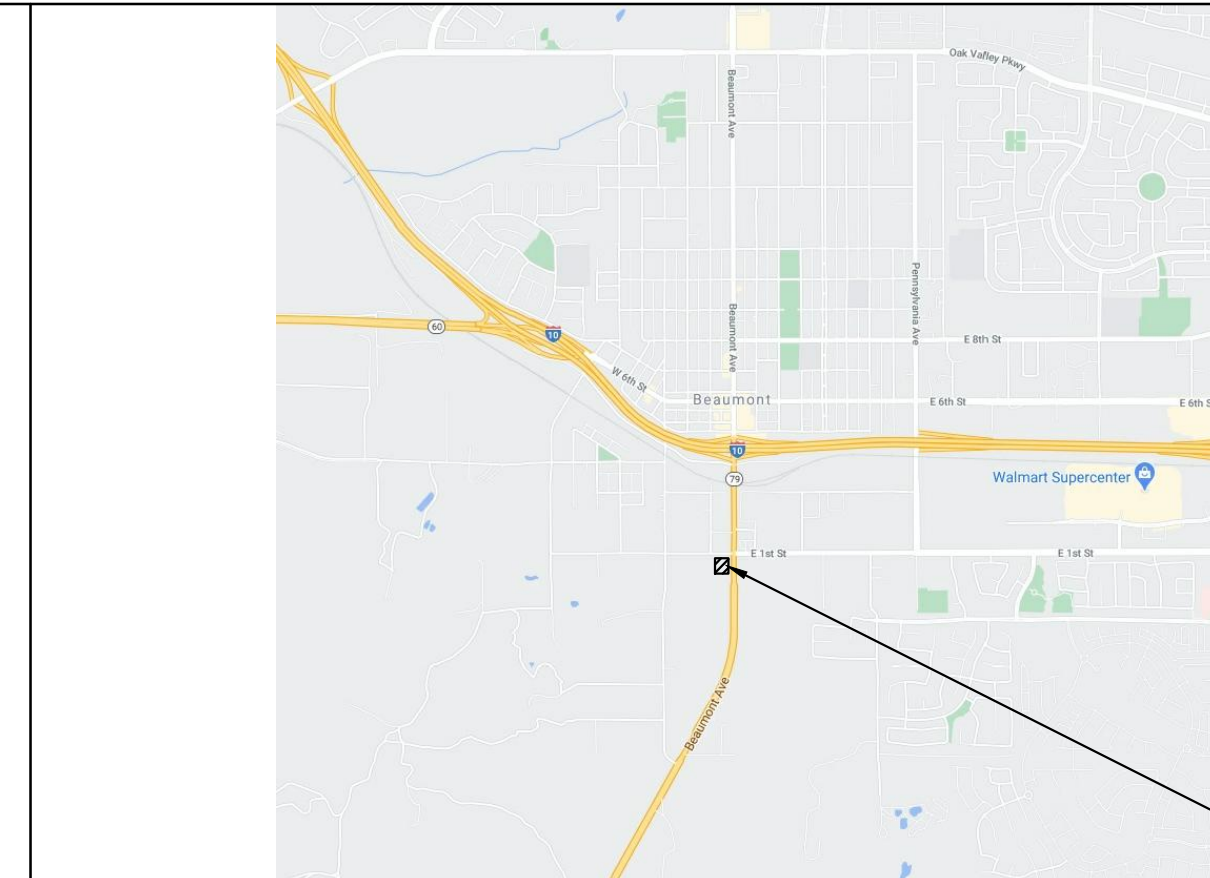 Oak Valley Pkwy
Beaumont Ave
Pennsylvania Ave
60
10
Beaumont Ave
E 8th St
W 6th St
Beaumont
E 6th St
E 6th S
10
79
Walmart Supercenter
E 1st St
E 1st St
Beaumont Ave